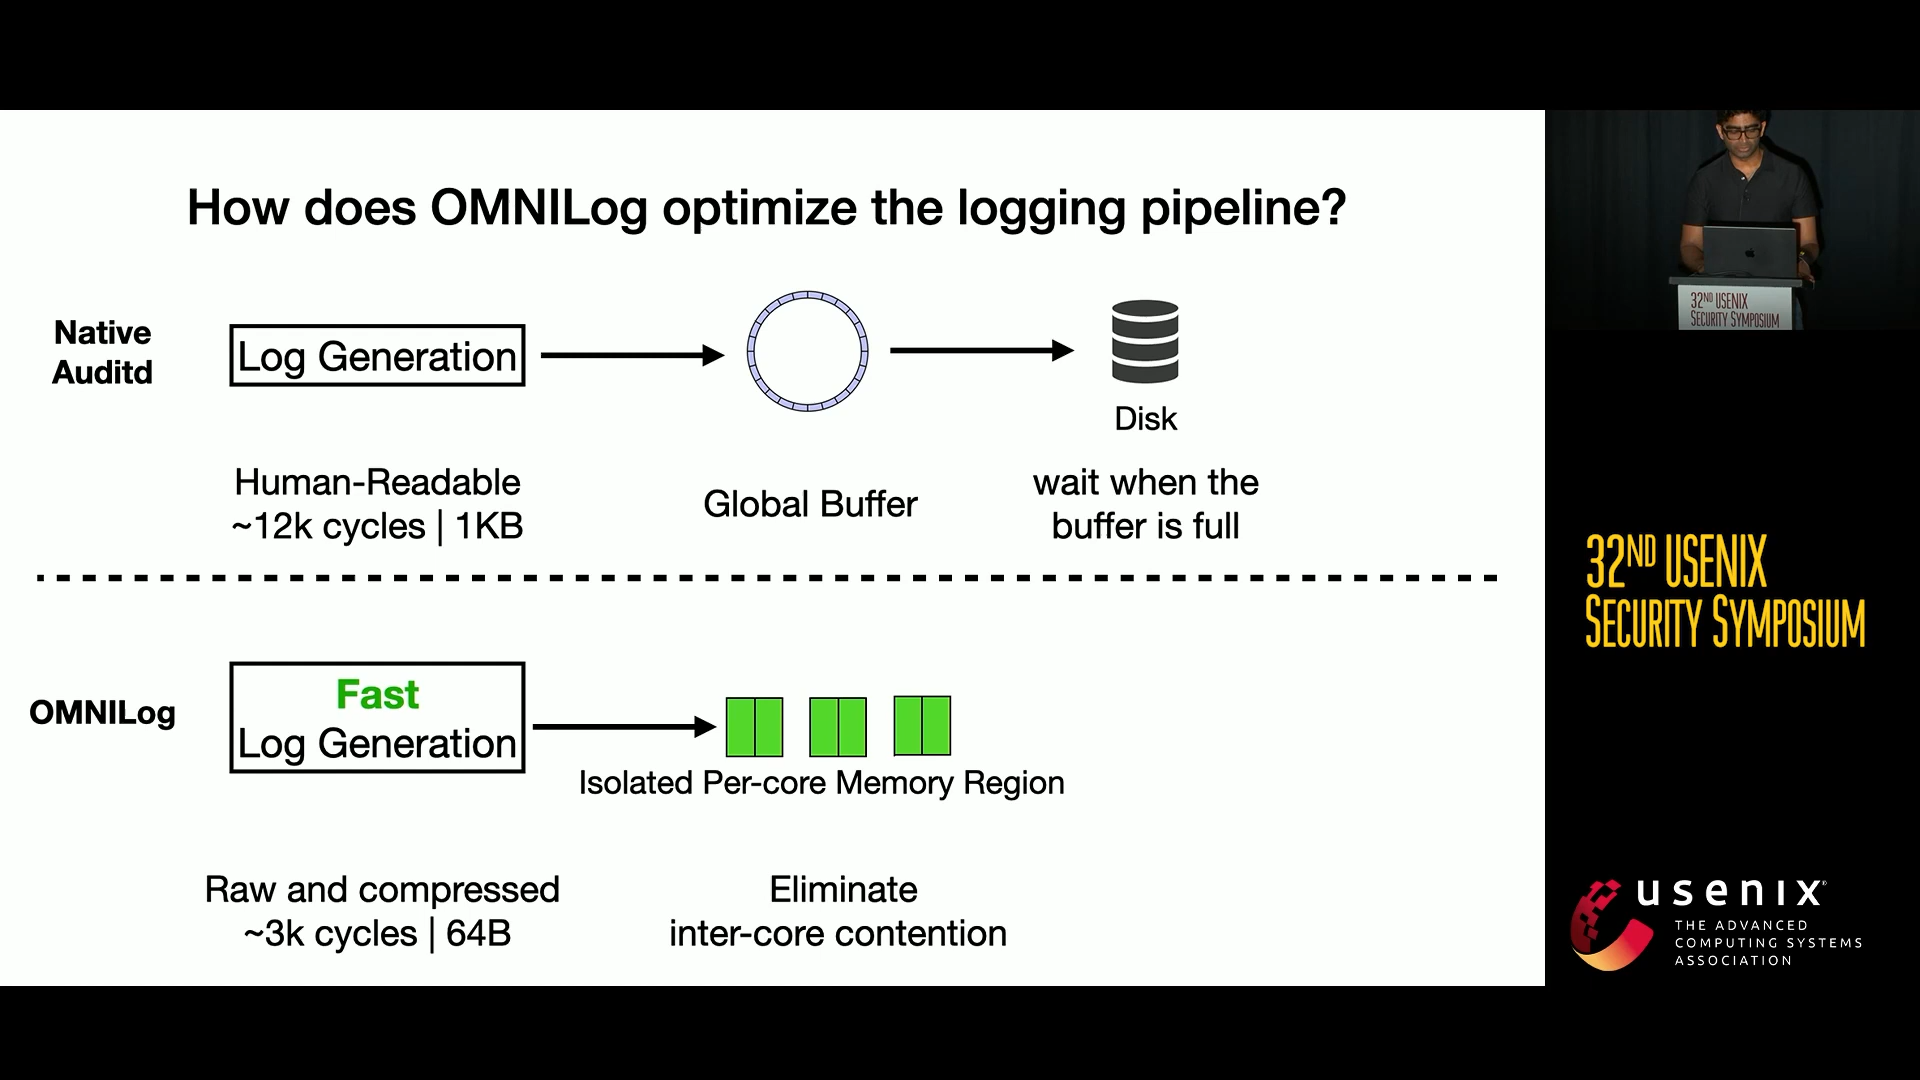 How does OMNILog optimize the logging pipeline?
Native
Auditd
Log Generation
Disk
Human-Readable
~12k cycles | 1KB
Global Buffer
wait when the
buffer is full
OMNILog
Fast
Log Generation
Isolated Per-core Memory Region
Raw and compressed
~3k cycles | 64B
Eliminate
inter-core contention
32ND USENIX
SECURITY SYMPOSIUM
32ND USENIX
SECURITY SYMPOSIUM
usenix
THE ADVANCED
COMPUTING SYSTEMS
ASSOCIATION